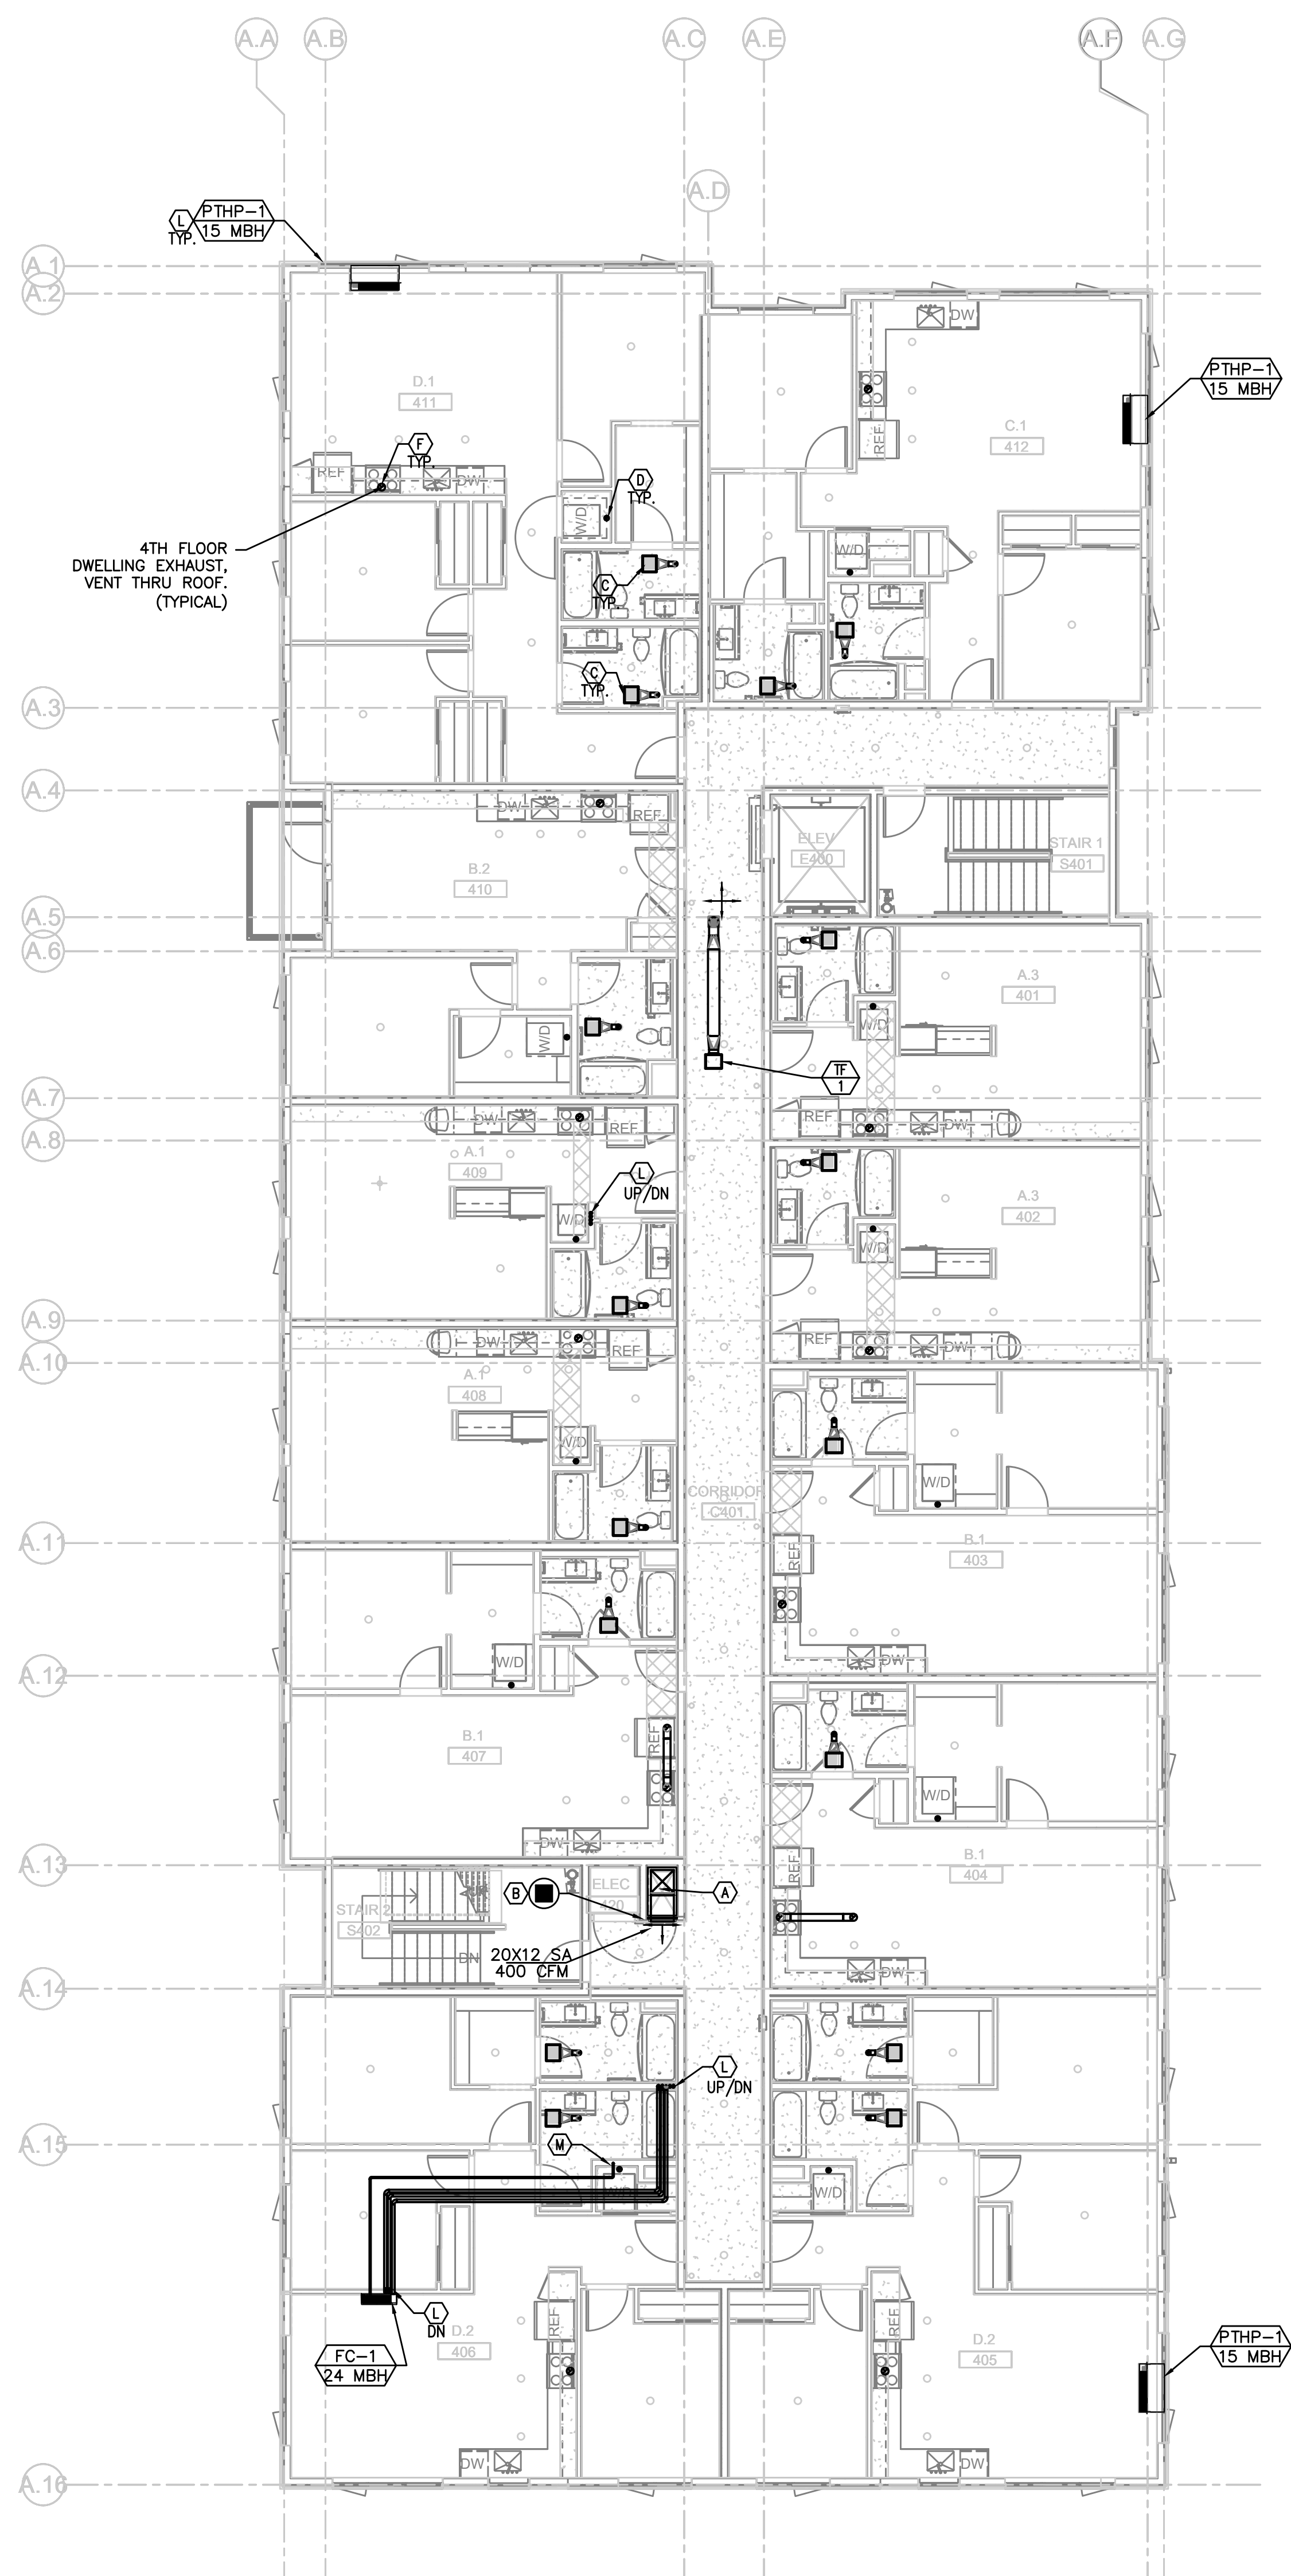 A.A
A.B
A.C
A.E
A.F
A.G
A.D
PTHP-1
15 MBH
L
TYP.
A.1
A.2
DW
PTHP-1
15 MBH
D.1
411
C.1
412
REF
F
TYP.
REF
DW
D
TYP.
W/D
4TH FLOOR
DWELLING EXHAUST,
VENT THRU ROOF.
(TYPICAL)
W/D
C
TYP.
C
TYP.
A.3
A.4
DW
REF
ELEV
E400
STAIR 1
S401
B.2
410
A.5
A.6
A.3
401
W/D
W/D
TF
1
A.7
DW
REF
REF
DW
A.8
A.1
409
L
UP/DN
A.3
402
W/D
W/D
A.9
DW
REF
REF
DW
A.10
A.1
408
W/D
W/D
CORRIDOR
C401
A.11
REF
B.1
403
W/D
DW
A.12
B.1
407
REF
W/D
DW
A.13
REF
B.1
404
ELEC
420
B
A
STAIR 2
S402
UP
DN
20X12 SA
400 CFM
DW
A.14
L
UP/DN
A.15
M
W/D
W/D
L
DN
D.2
406
REF
REF
D.2
405
FC-1
24 MBH
PTHP-1
15 MBH
DW
DW
A.16